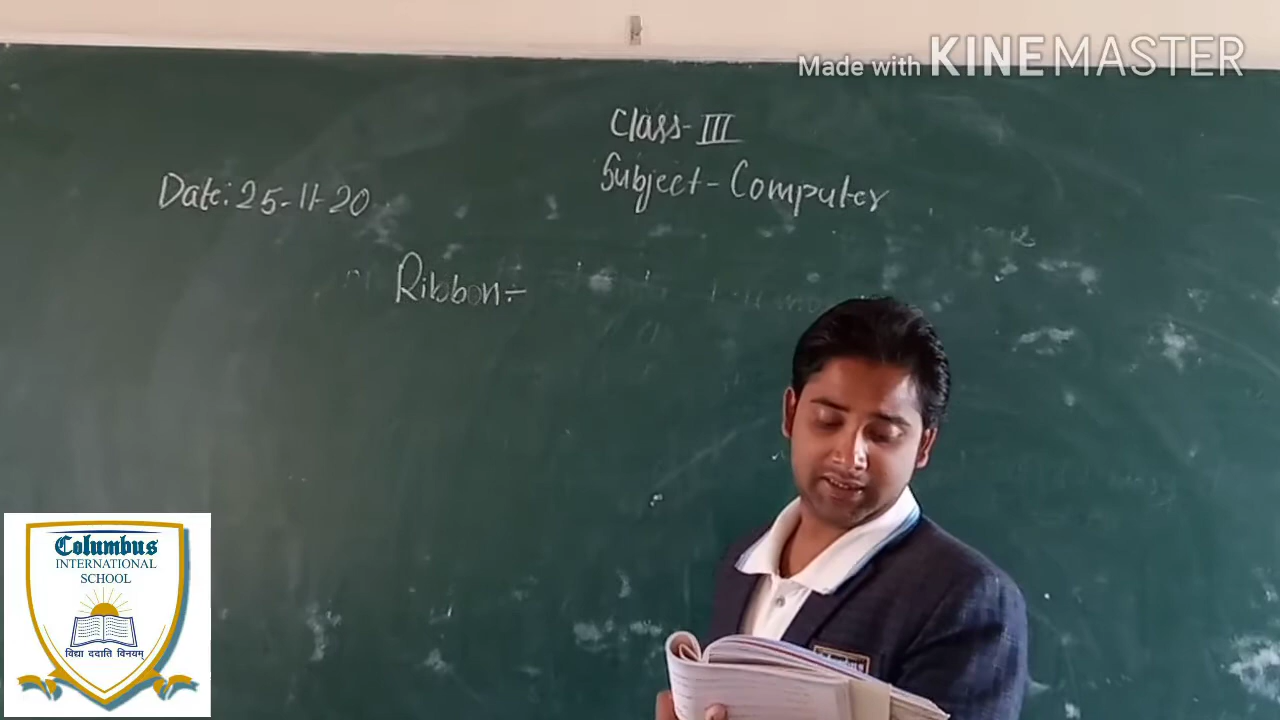 Made with KINEMASTER
Class-III
Subject-Computer
Date:25-11-20
Ribbon:-
Columbus
INTERNATIONAL
SCHOOL
विद्या ददाति विनयम्